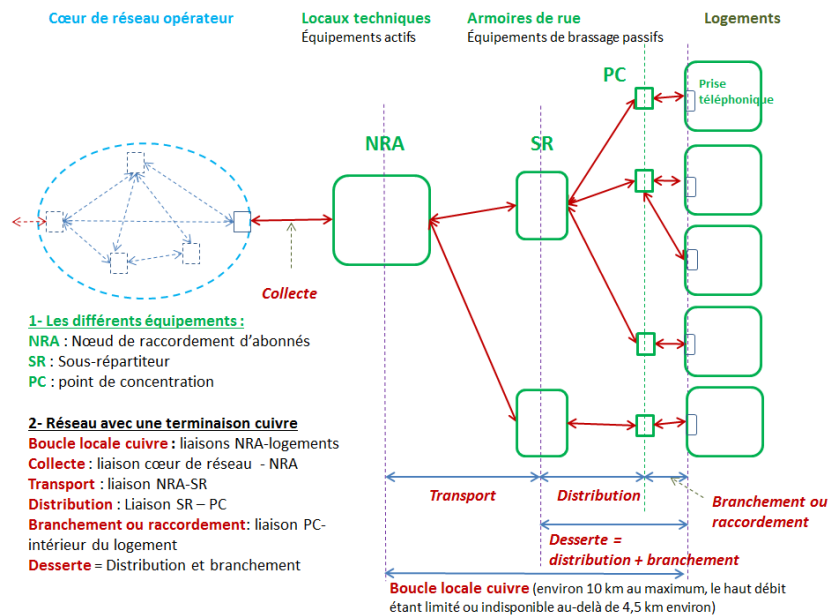 Cœur de réseau opérateur
Locaux techniques
Équipements actifs
Armoires de rue
Équipements de brassage passifs
Logements
PC
Prise
téléphonique
NRA
SR
Collecte
1- Les différents équipements :
NRA : Nœud de raccordement d'abonnés
SR : Sous-répartiteur
PC : point de concentration
2- Réseau avec une terminaison cuivre
Boucle locale cuivre : liaisons NRA-logements
Collecte : liaison cœur de réseau - NRA
Transport : liaison NRA-SR
Distribution : Liaison SR – PC
Branchement ou raccordement: liaison PC-
intérieur du logement
Desserte = Distribution et branchement
Transport
Distribution
Branchement ou
raccordement
Desserte =
distribution + branchement
Boucle locale cuivre (environ 10 km au maximum, le haut débit
étant limité ou indisponible au-delà de 4,5 km environ)